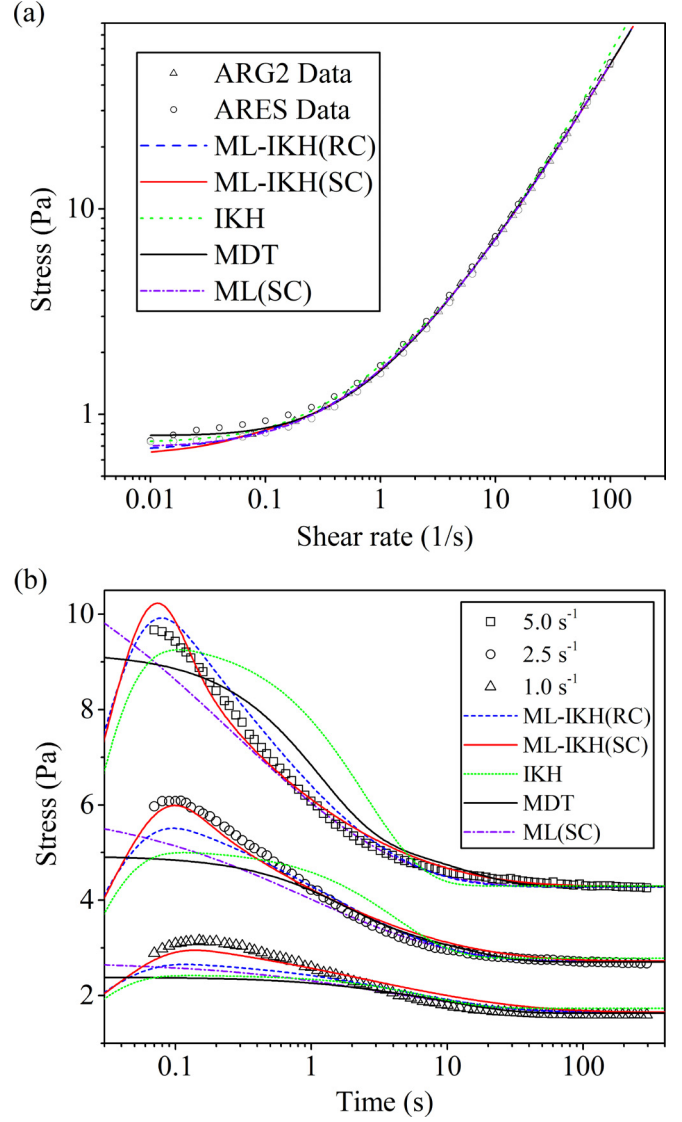 (a)
ARG2 Data
ARES Data
ML-IKH(RC)
ML-IKH(SC)
IKH
MDT
ML(SC)
Stress (Pa)
10
1
0.01 0.1 1 10 100
Shear rate (1/s)
(b)
10
8
6
4
2
Stress (Pa)
5.0 s⁻¹
2.5 s⁻¹
1.0 s⁻¹
ML-IKH(RC)
ML-IKH(SC)
IKH
MDT
ML(SC)
0.1 1 10 100
Time (s)